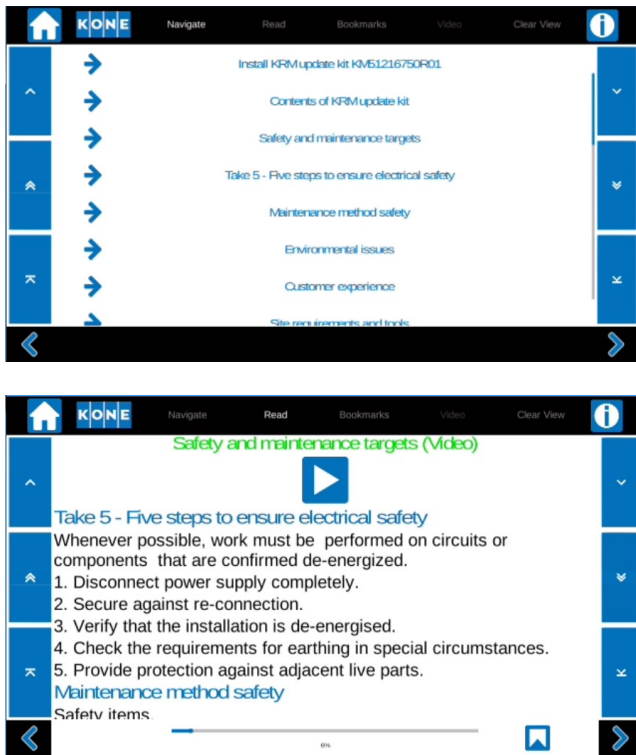 KONE Navigate Read Bookmarks Video Clear View
Install KRM update kit KM51216750R01
Contents of KRM update kit
Safety and maintenance targets
Take 5 - Five steps to ensure electrical safety
Maintenance method safety
Environmental issues
Customer experience
Site requirements and tools
KONE Navigate Read Bookmarks Video Clear View
Safety and maintenance targets (Video)
Take 5 - Five steps to ensure electrical safety
Whenever possible, work must be performed on circuits or
components that are confirmed de-energized.
1. Disconnect power supply completely.
2. Secure against re-connection.
3. Verify that the installation is de-energised.
4. Check the requirements for earthing in special circumstances.
5. Provide protection against adjacent live parts.
Maintenance method safety
Safety items.
6%